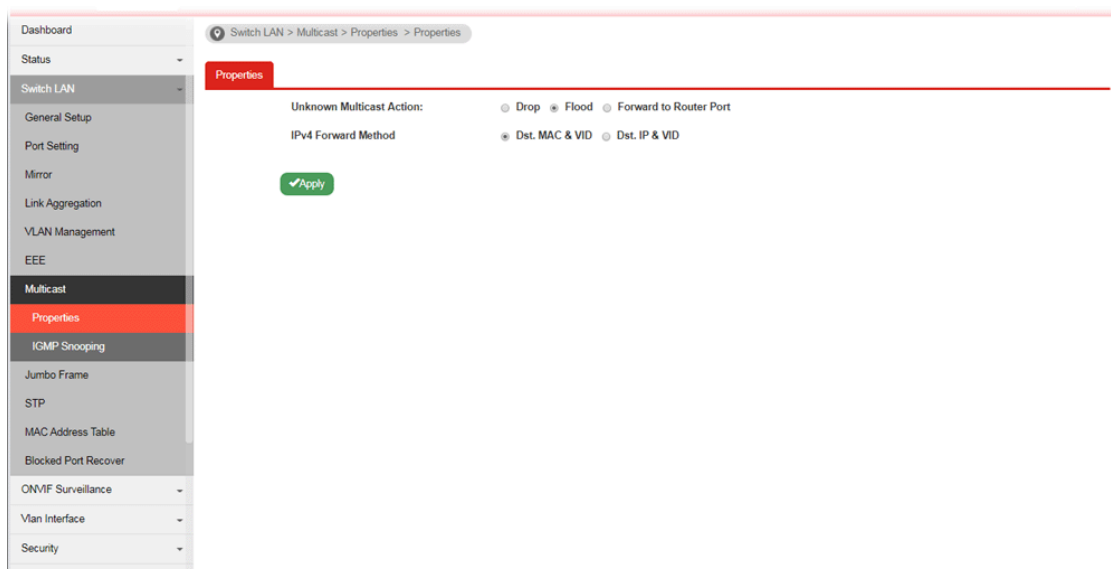 Dashboard
Switch LAN > Multicast > Properties > Properties
Status
Switch LAN
Properties
General Setup
Unknown Multicast Action: Drop Flood Forward to Router Port
Port Setting
IPv4 Forward Method Dst. MAC & VID Dst. IP & VID
Mirror
Apply
Link Aggregation
VLAN Management
EEE
Multicast
Properties
IGMP Snooping
Jumbo Frame
STP
MAC Address Table
Blocked Port Recover
ONVIF Surveillance
Vlan Interface
Security